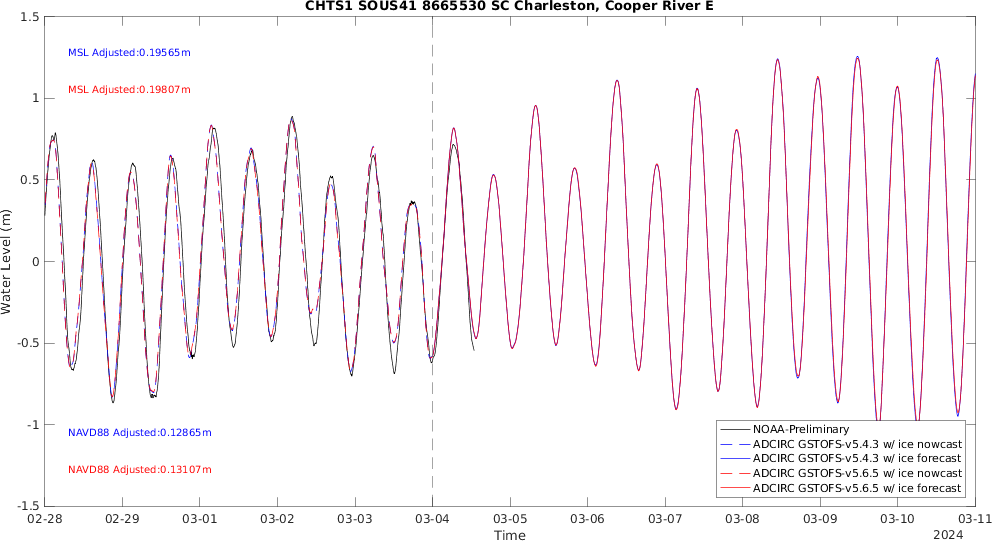 CHTS1 SOUS41 8665530 SC Charleston, Cooper River E
1.5
1
0.5
0
-0.5
-1
-1.5
Water Level (m)
MSL Adjusted:0.19565m
MSL Adjusted:0.19807m
NAVD88 Adjusted:0.12865m
NAVD88 Adjusted:0.13107m
NOAA-Preliminary
ADCIRC GSTOFS-v5.4.3 w/ ice nowcast
ADCIRC GSTOFS-v5.4.3 w/ ice forecast
ADCIRC GSTOFS-v5.6.5 w/ ice nowcast
ADCIRC GSTOFS-v5.6.5 w/ ice forecast
02-28 02-29 03-01 03-02 03-03 03-04 03-05 03-06 03-07 03-08 03-09 03-10 03-11
Time
2024